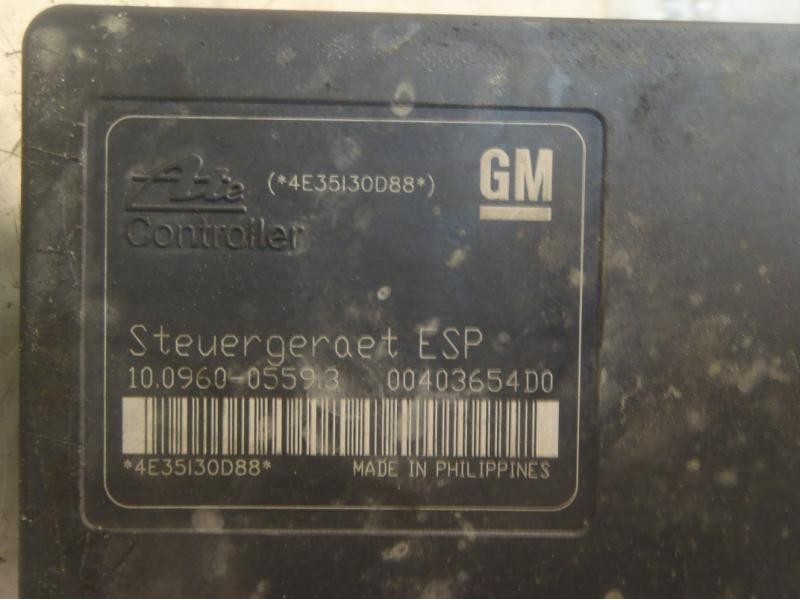 Ate (*4E35130D88*) GM
Controller
Steuergeraet ESP
10.0960-0559.3 00403654D0
*4E35130D88* MADE IN PHILIPPINES